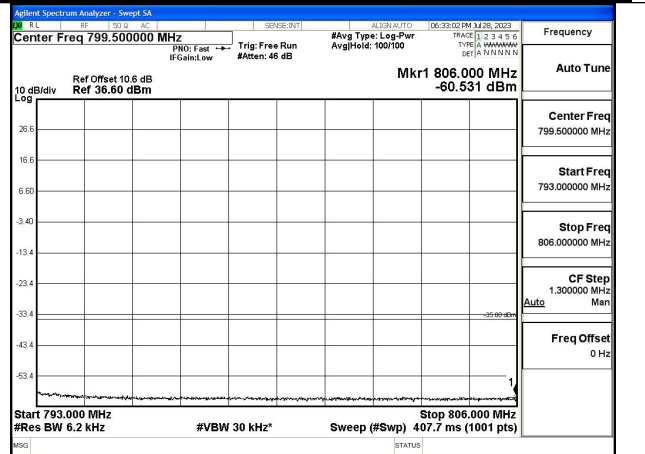 Agilent Spectrum Analyzer - Swept SA
RL RF 50 Ω AC SENSE:INT ALIGN AUTO 06:33:02 PM Jul 28, 2023
Center Freq 799.500000 MHz
PNO: Fast
IFGain:Low
Trig: Free Run
#Atten: 46 dB
#Avg Type: Log-Pwr
Avg|Hold: 100/100
TRACE 1 2 3 4 5 6
TYPE A WWWWW
DET A N N N N N
Mkr1 806.000 MHz
-60.531 dBm
Ref Offset 10.6 dB
10 dB/div Ref 36.60 dBm
Log
26.6
16.6
6.60
-3.40
-13.4
-23.4
-33.4
-35.00 dBm
-43.4
-53.4
1
Start 793.000 MHz Stop 806.000 MHz
#Res BW 6.2 kHz #VBW 30 kHz* Sweep (#Swp) 407.7 ms (1001 pts)
MSG STATUS
Frequency
Auto Tune
Center Freq
799.500000 MHz
Start Freq
793.000000 MHz
Stop Freq
806.000000 MHz
CF Step
1.300000 MHz
Auto Man
Freq Offset
0 Hz